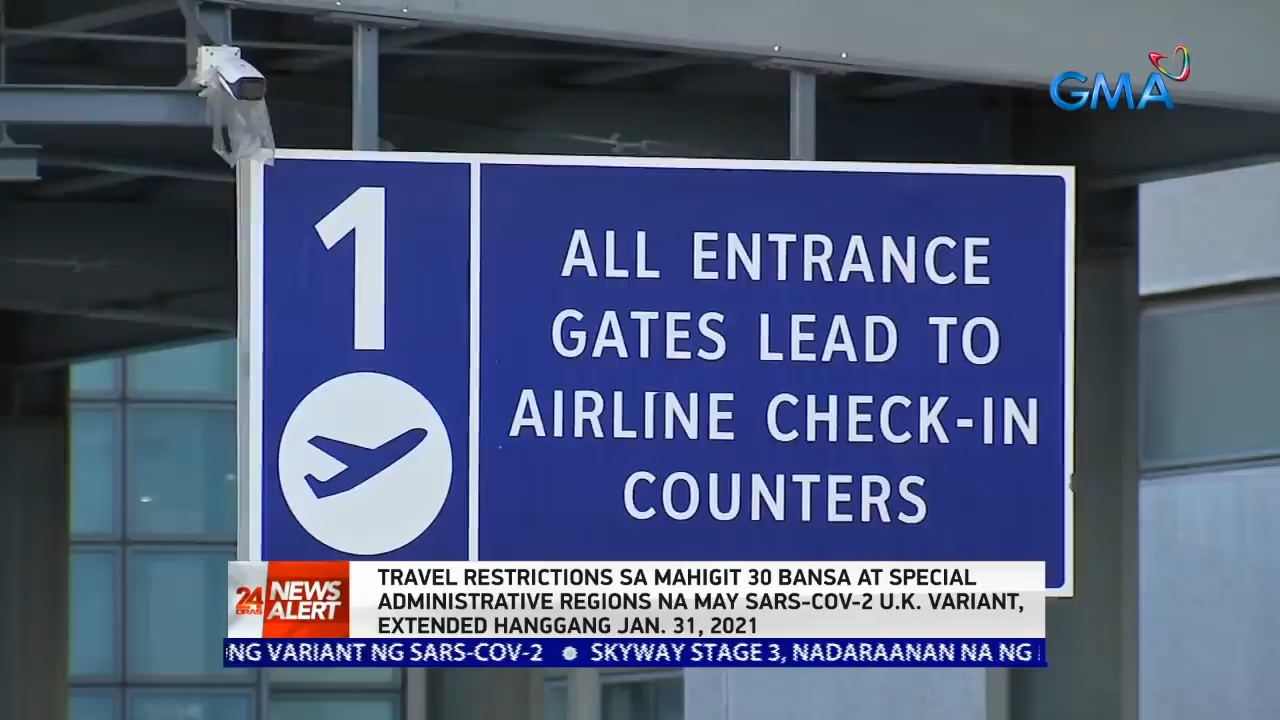 GMA
1
ALL ENTRANCE
GATES LEAD TO
AIRLINE CHECK-IN
COUNTERS
24 ORAS
NEWS
ALERT
TRAVEL RESTRICTIONS SA MAHIGIT 30 BANSA AT SPECIAL
ADMINISTRATIVE REGIONS NA MAY SARS-COV-2 U.K. VARIANT,
EXTENDED HANGGANG JAN. 31, 2021
NG VARIANT NG SARS-COV-2 ● SKYWAY STAGE 3, NADARAANAN NA NG